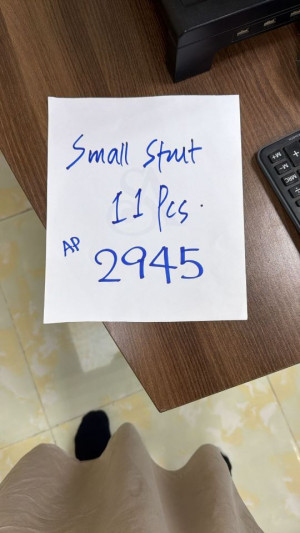 Small Strut
11 Pcs.
AP 2945